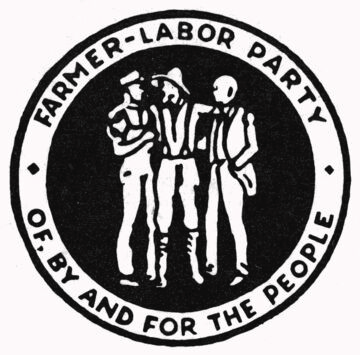 FARMER-LABOR PARTY
OF, BY AND FOR THE PEOPLE